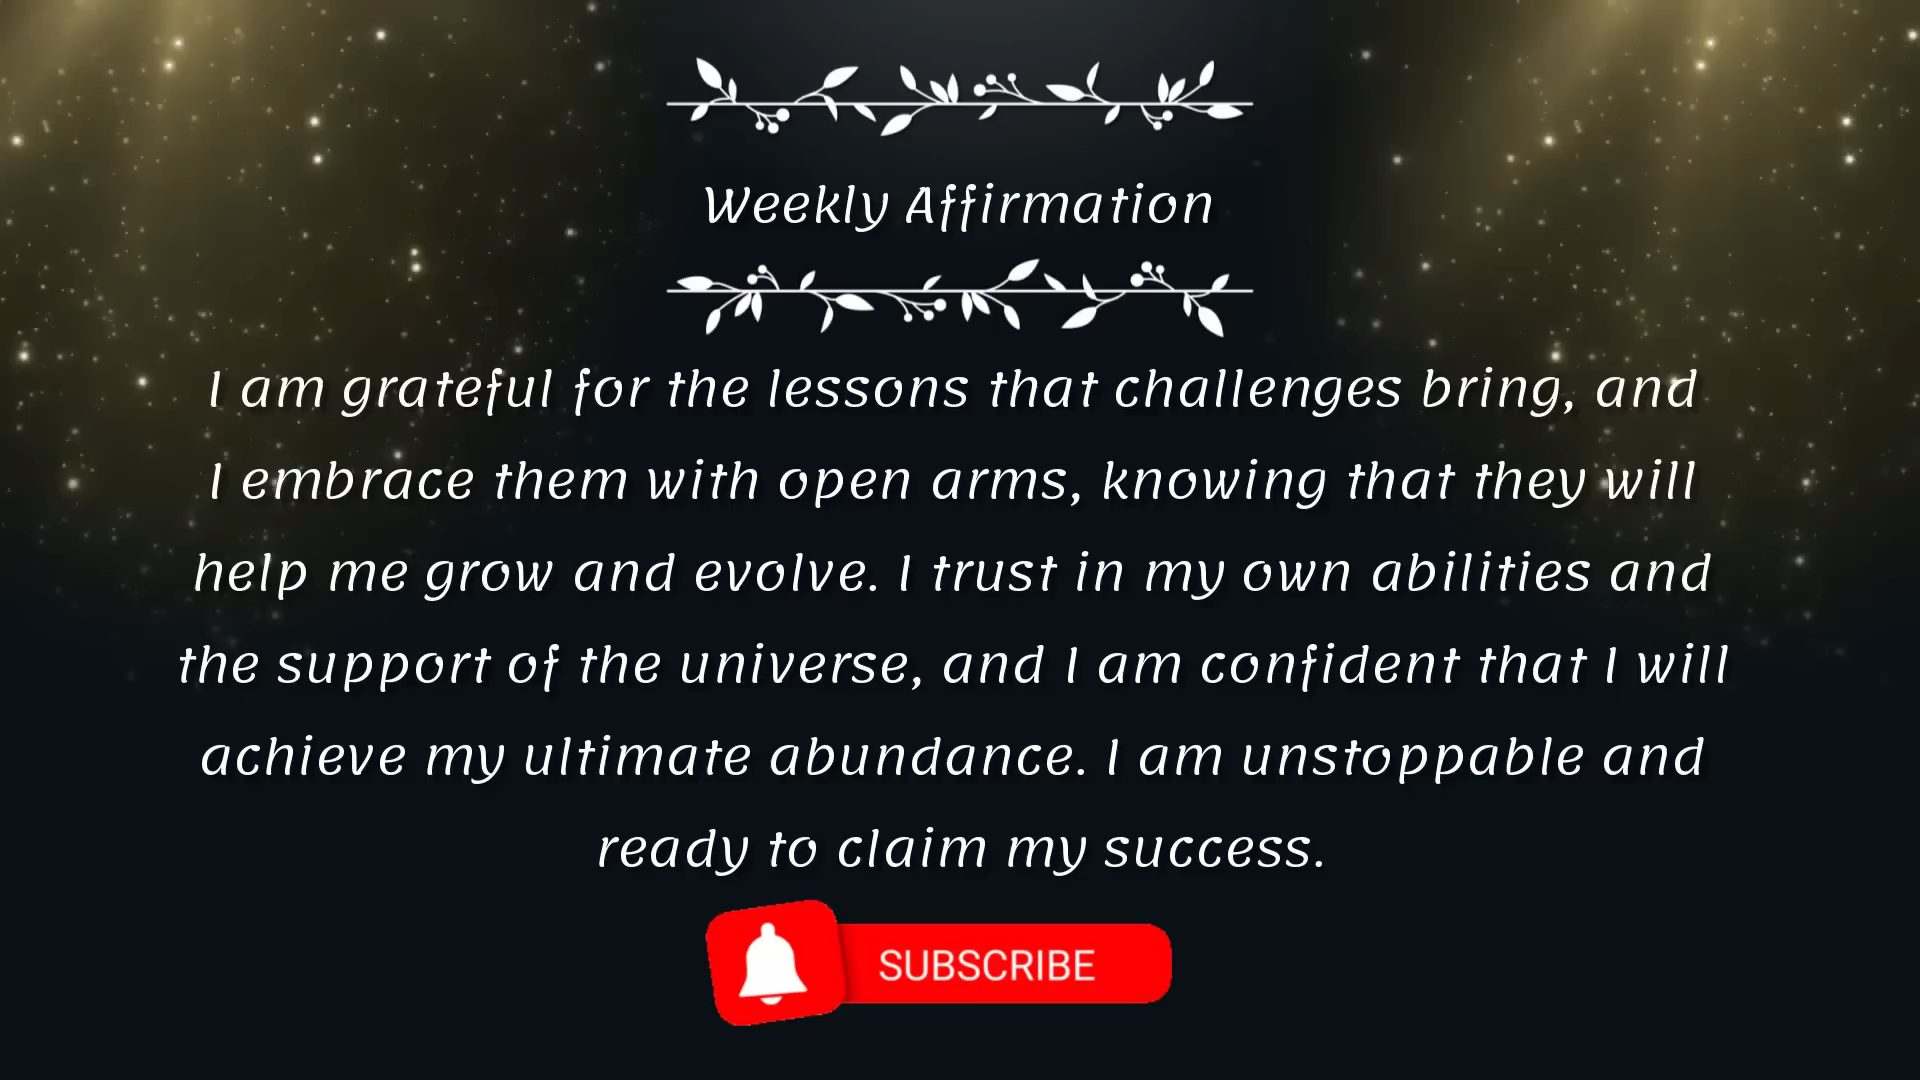 Weekly Affirmation
I am grateful for the lessons that challenges bring, and
I embrace them with open arms, knowing that they will
help me grow and evolve. I trust in my own abilities and
the support of the universe, and I am confident that I will
achieve my ultimate abundance. I am unstoppable and
ready to claim my success.
SUBSCRIBE